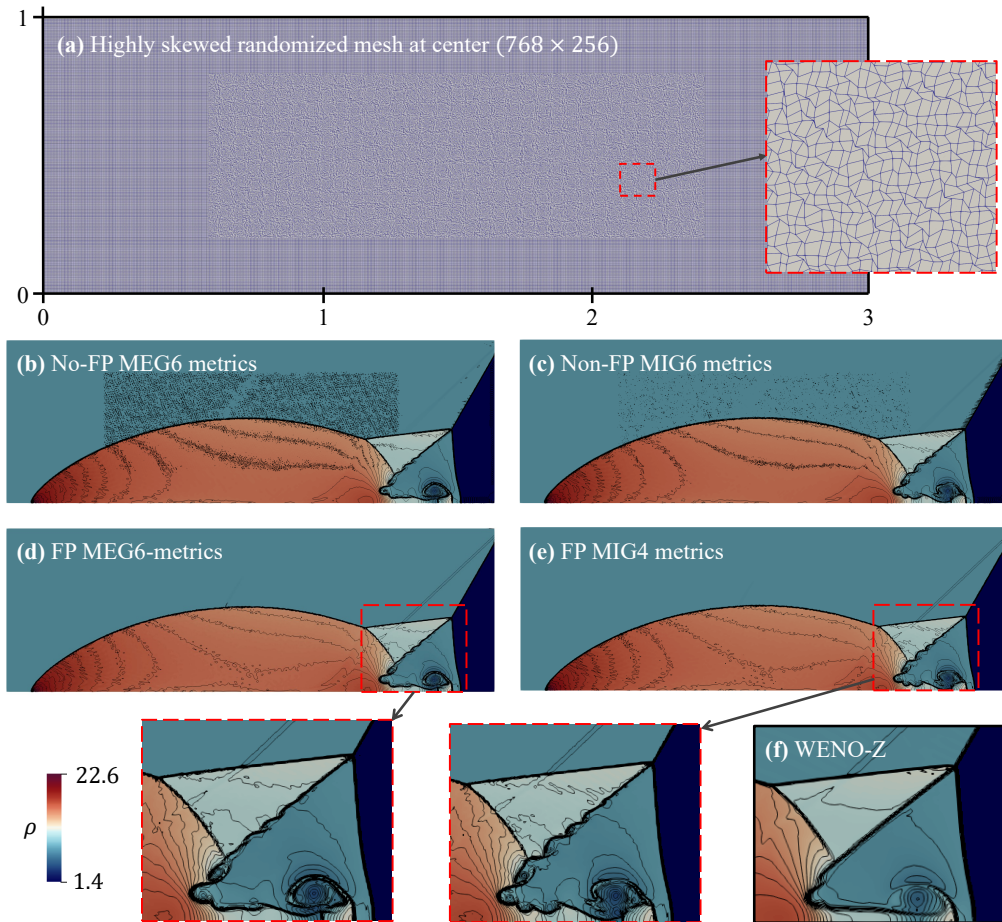 1
(a) Highly skewed randomized mesh at center (768 × 256)
0
0
1
2
3
(b) No-FP MEG6 metrics
(c) Non-FP MIG6 metrics
(d) FP MEG6-metrics
(e) FP MIG4 metrics
(f) WENO-Z
22.6
ρ
1.4